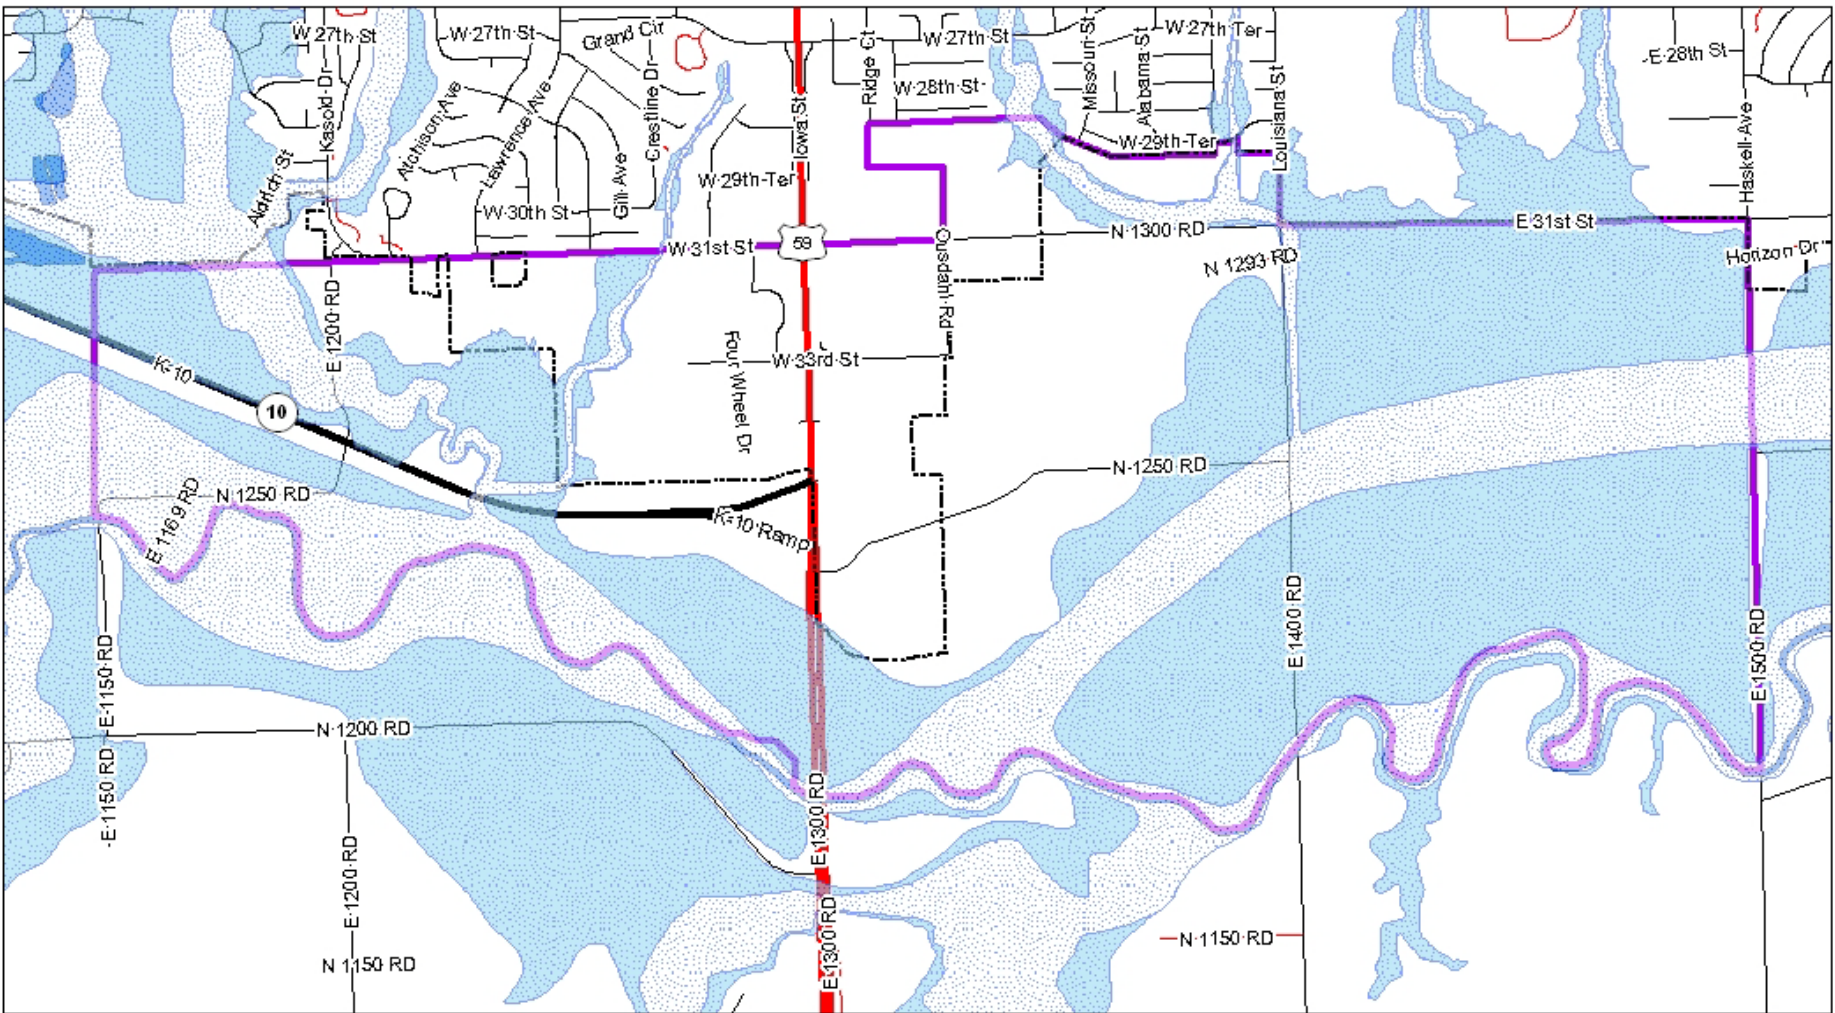 W 27th St
W 27th St
Grand Cir
Ridge Ct
W 27th St
Missouri St
W 27th Ter
E 28th St
Kasold Dr
Atchison Ave
Lawrence Ave
Crestline Dr
Iowa St
W 28th St
Alabama St
Louisiana St
Haskell Ave
W 29th Ter
W 29th Ter
Aldrich St
Gill Ave
W 30th St
W 31st St
59
Ousdahl Rd
N 1300 RD
E 31st St
N 1293 RD
Horizon Dr
E 1200 RD
K-10
10
Four Wheel Dr
W 33rd St
N 1250 RD
N 1250 RD
E 1169 RD
K-10 Ramp
E 1400 RD
E 1500 RD
E 1150 RD
N 1200 RD
E 1150 RD
E 1300 RD
E 1200 RD
E 1300 RD
N 1150 RD
N 1150 RD